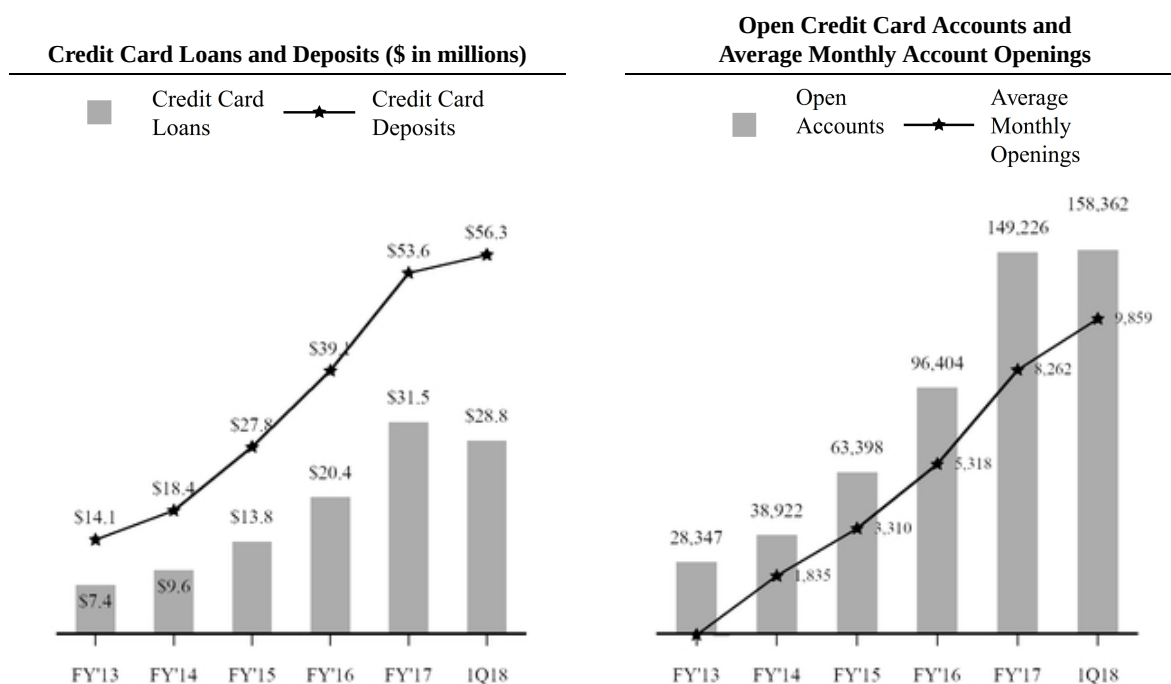 Credit Card Loans and Deposits ($ in millions)
Credit Card
Loans
Credit Card
Deposits
$56.3
$53.6
$39.1
$31.5
$28.8
$27.8
$20.4
$18.4
$14.1
$13.8
$9.6
$7.4
FY'13 FY'14 FY'15 FY'16 FY'17 1Q18
Open Credit Card Accounts and
Average Monthly Account Openings
Open
Accounts
Average
Monthly
Openings
158,362
149,226
9,859
96,404
8,262
63,398
5,318
38,922
28,347
3,310
1,835
FY'13 FY'14 FY'15 FY'16 FY'17 1Q18